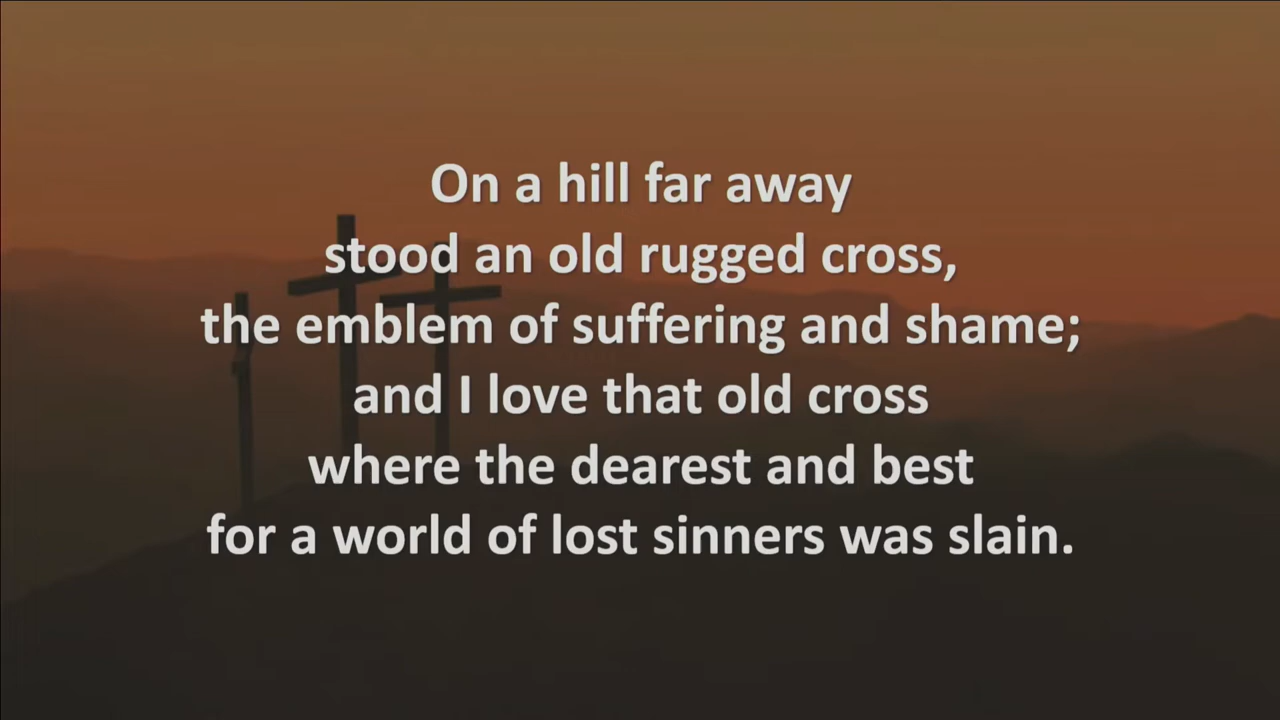 On a hill far away
stood an old rugged cross,
the emblem of suffering and shame;
and I love that old cross
where the dearest and best
for a world of lost sinners was slain.